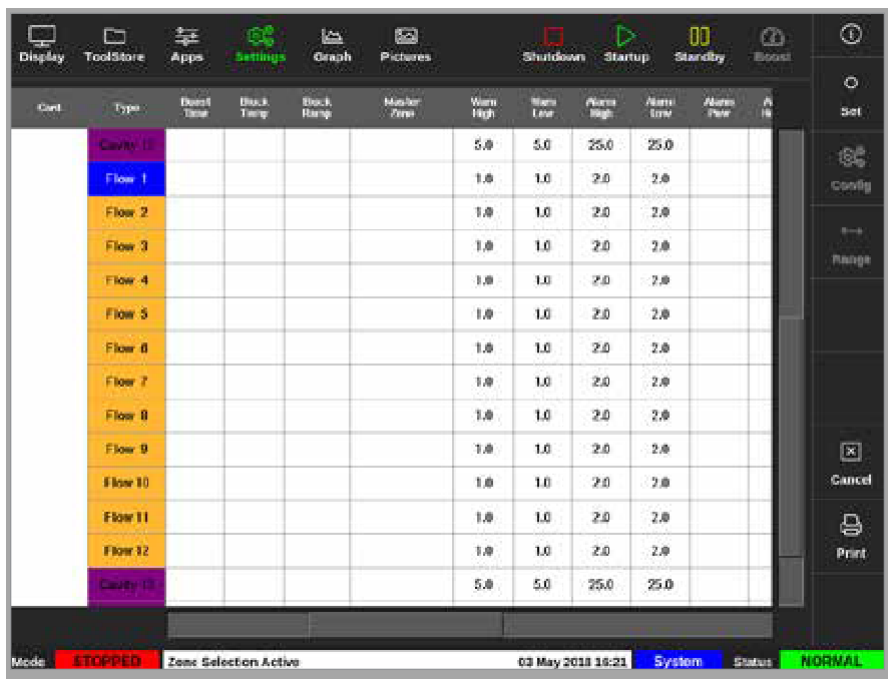 Display ToolStore Apps Settings Graph Pictures Shutdown Startup Standby Boost
Set
Config
Range
Cancel
Print
Card Type Boost Time Block Temp Block Ramp Master Zone Warn High Warn Low Alarm High Alarm Low Alarm Pwr
Cavity 12 5.0 5.0 25.0 25.0
Flow 1 1.0 1.0 2.0 2.0
Flow 2 1.0 1.0 2.0 2.0
Flow 3 1.0 1.0 2.0 2.0
Flow 4 1.0 1.0 2.0 2.0
Flow 5 1.0 1.0 2.0 2.0
Flow 6 1.0 1.0 2.0 2.0
Flow 7 1.0 1.0 2.0 2.0
Flow 8 1.0 1.0 2.0 2.0
Flow 9 1.0 1.0 2.0 2.0
Flow 10 1.0 1.0 2.0 2.0
Flow 11 1.0 1.0 2.0 2.0
Flow 12 1.0 1.0 2.0 2.0
Cavity 13 5.0 5.0 25.0 25.0
Mode STOPPED Zone Selection Active 03 May 2018 16:21 System Status NORMAL